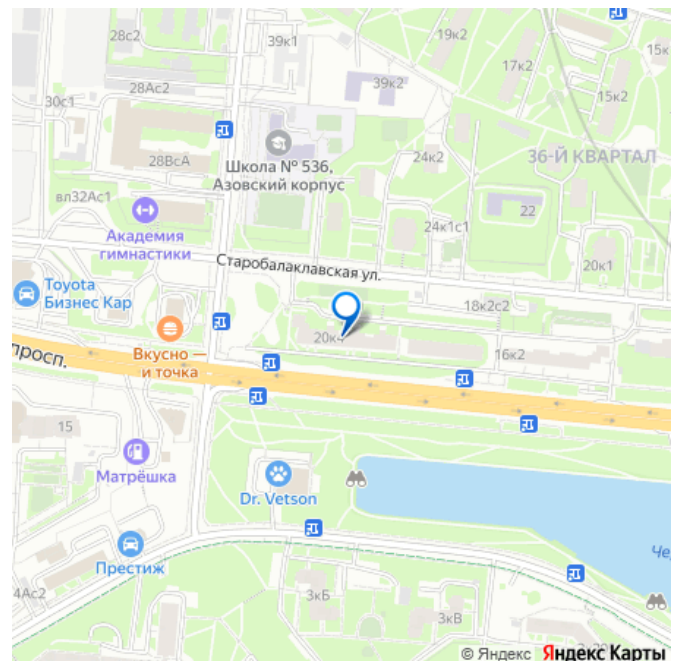 28с2
39к1
19к2
15к
39к2
17к2
28Ас2
15к2
30с1
28ВсА
Школа № 536,
Азовский корпус
24к2
36-Й КВАРТАЛ
вл32Ас1
22
24к1с1
Академия
гимнастики
Старобалаклавская ул.
20к1
Toyota
Бизнес Кар
18к2с2
20к4
Вкусно —
и точка
просп.
16к2
15
Матрёшка
Dr. Vetson
Че
Престиж
4Ас2
3кБ
3кВ
© Яндекс Яндекс Карты